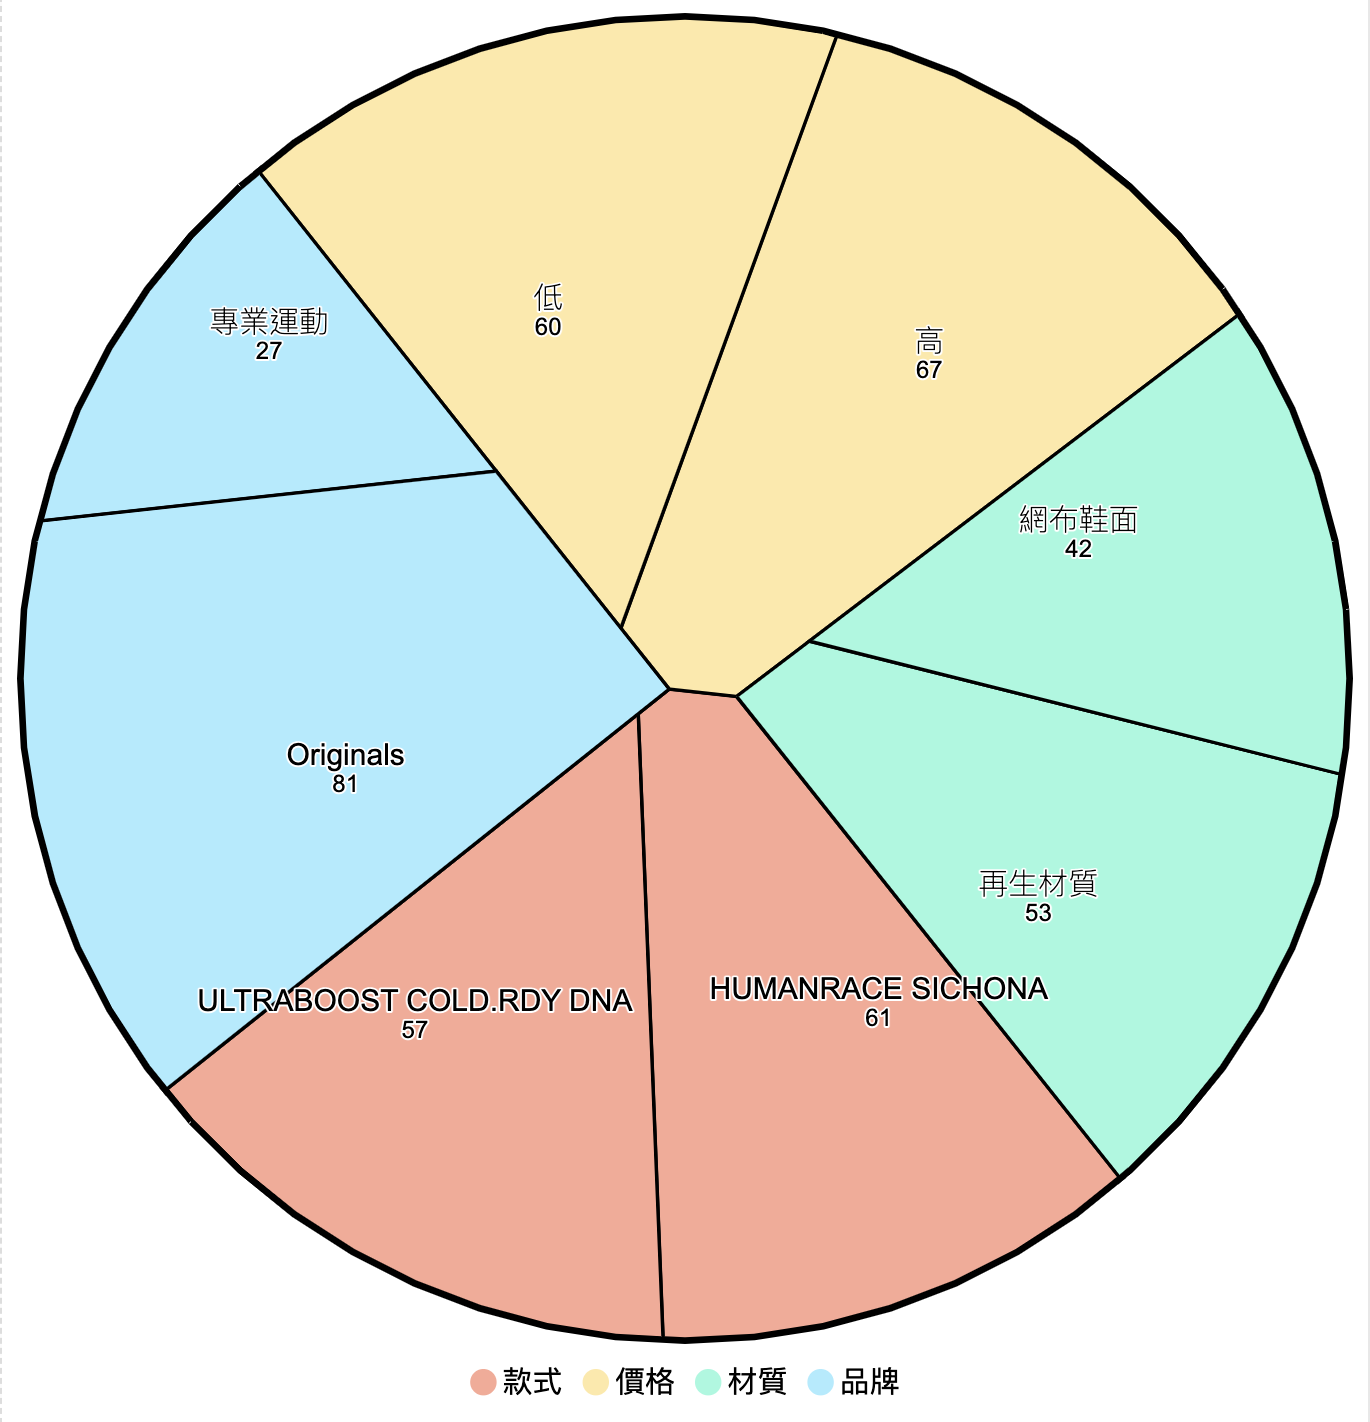 低
60
專業運動
27
高
67
網布鞋面
42
Originals
81
再生材質
53
ULTRABOOST COLD.RDY DNA
57
HUMANRACE SICHONA
61
款式 價格 材質 品牌